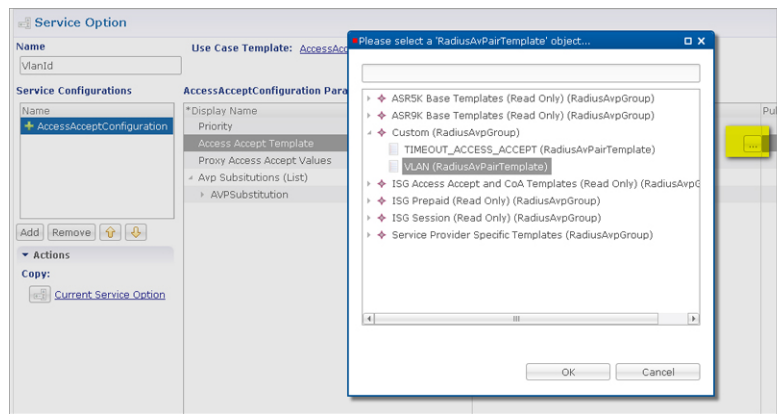 Service Option
Name
Use Case Template: AccessAcc
VlanId
Service Configurations
AccessAcceptConfiguration Para
Name
AccessAcceptConfiguration
*Display Name
Pul
Priority
Access Accept Template
...
Proxy Access Accept Values
Avp Subsitutions (List)
AVPSubstitution
Add Remove
Actions
Copy:
Current Service Option
Please select a 'RadiusAvPairTemplate' object...
ASR5K Base Templates (Read Only) (RadiusAvpGroup)
ASR9K Base Templates (Read Only) (RadiusAvpGroup)
Custom (RadiusAvpGroup)
TIMEOUT_ACCESS_ACCEPT (RadiusAvPairTemplate)
VLAN (RadiusAvPairTemplate)
ISG Access Accept and CoA Templates (Read Only) (RadiusAvpG
ISG Prepaid (Read Only) (RadiusAvpGroup)
ISG Session (Read Only) (RadiusAvpGroup)
Service Provider Specific Templates (RadiusAvpGroup)
OK Cancel